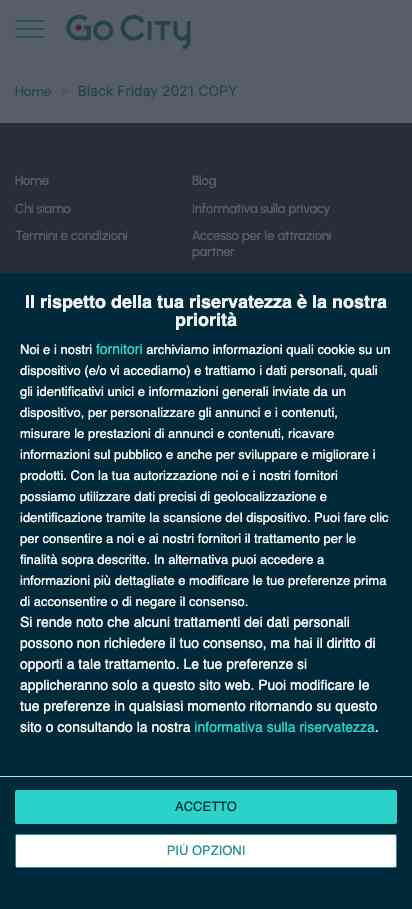 Go City
Home > Black Friday 2021 COPY
Home
Blog
Chi siamo
Informativa sulla privacy
Termini e condizioni
Accesso per le attrazioni
partner
Il rispetto della tua riservatezza è la nostra
priorità
Noi e i nostri fornitori archiviamo informazioni quali cookie su un
dispositivo (e/o vi accediamo) e trattiamo i dati personali, quali
gli identificativi unici e informazioni generali inviate da un
dispositivo, per personalizzare gli annunci e i contenuti,
misurare le prestazioni di annunci e contenuti, ricavare
informazioni sul pubblico e anche per sviluppare e migliorare i
prodotti. Con la tua autorizzazione noi e i nostri fornitori
possiamo utilizzare dati precisi di geolocalizzazione e
identificazione tramite la scansione del dispositivo. Puoi fare clic
per consentire a noi e ai nostri fornitori il trattamento per le
finalità sopra descritte. In alternativa puoi accedere a
informazioni più dettagliate e modificare le tue preferenze prima
di acconsentire o di negare il consenso.
Si rende noto che alcuni trattamenti dei dati personali
possono non richiedere il tuo consenso, ma hai il diritto di
opporti a tale trattamento. Le tue preferenze si
applicheranno solo a questo sito web. Puoi modificare le
tue preferenze in qualsiasi momento ritornando su questo
sito o consultando la nostra informativa sulla riservatezza.
ACCETTO
PIÙ OPZIONI